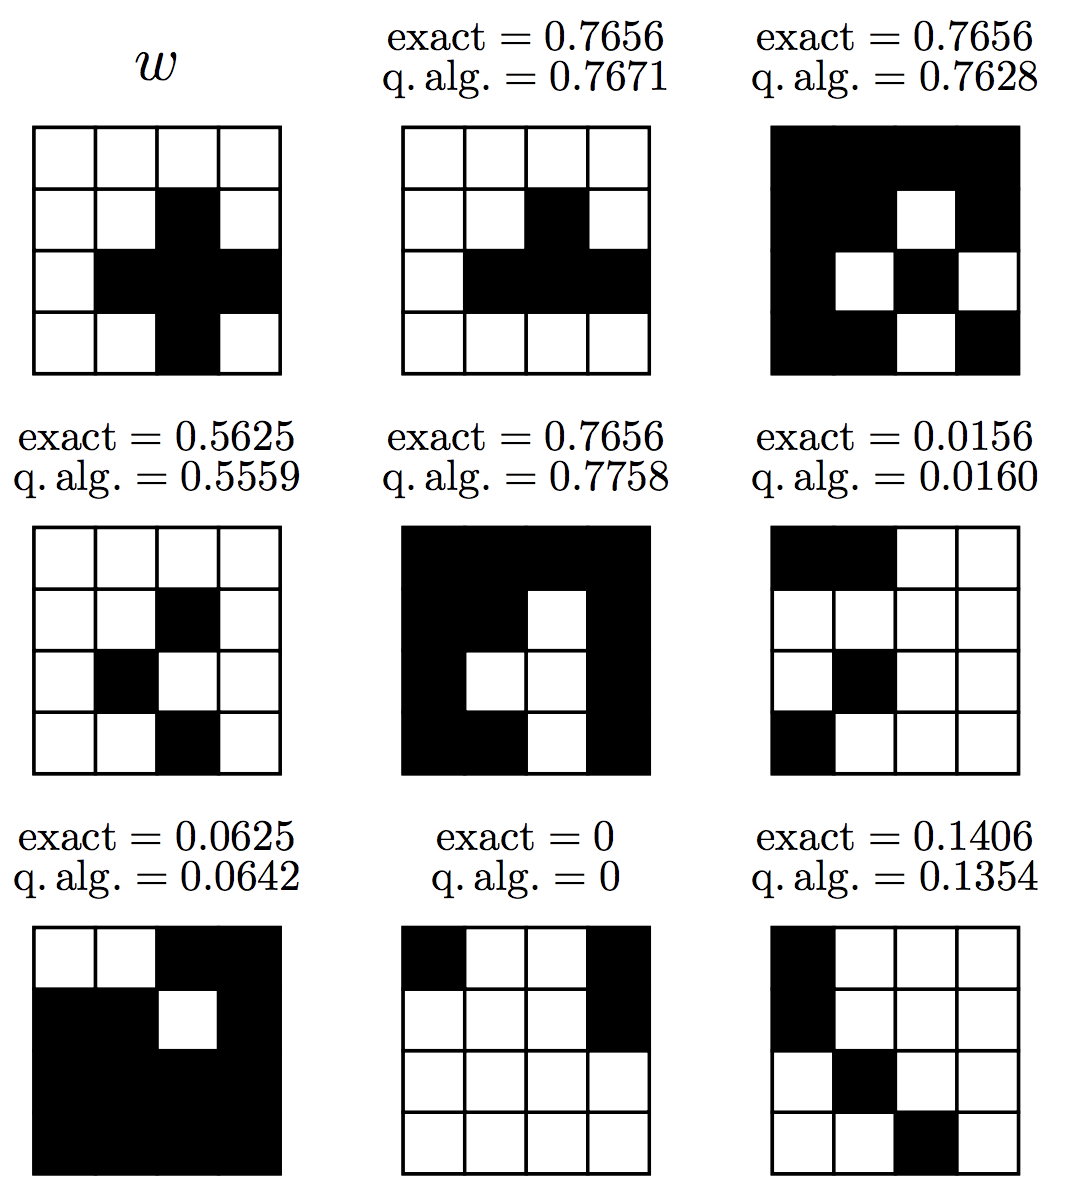 w
exact = 0.7656
q. alg. = 0.7671
exact = 0.7656
q. alg. = 0.7628
exact = 0.5625
q. alg. = 0.5559
exact = 0.7656
q. alg. = 0.7758
exact = 0.0156
q. alg. = 0.0160
exact = 0.0625
q. alg. = 0.0642
exact = 0
q. alg. = 0
exact = 0.1406
q. alg. = 0.1354